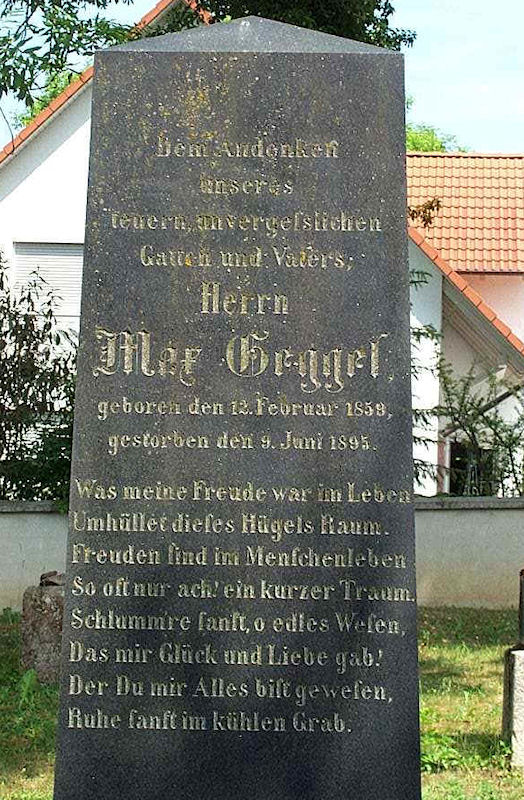 Dem Andenken
unseres
teuern, unvergeſslichen
Gatten und Vaters;
Herrn
Max Geggel,
geboren den 12. Februar 1858,
gestorben den 9. Juni 1895.
Was meine Freude war im Leben
Umhüllet dieſes Hügels Raum.
Freuden ſind im Menſchenleben
So oft nur ach! ein kurzer Traum.
Schlumm're ſanft, o edles Weſen,
Das mir Glück und Liebe gab!
Der Du mir Alles biſt geweſen,
Ruhe ſanft im kühlen Grab.